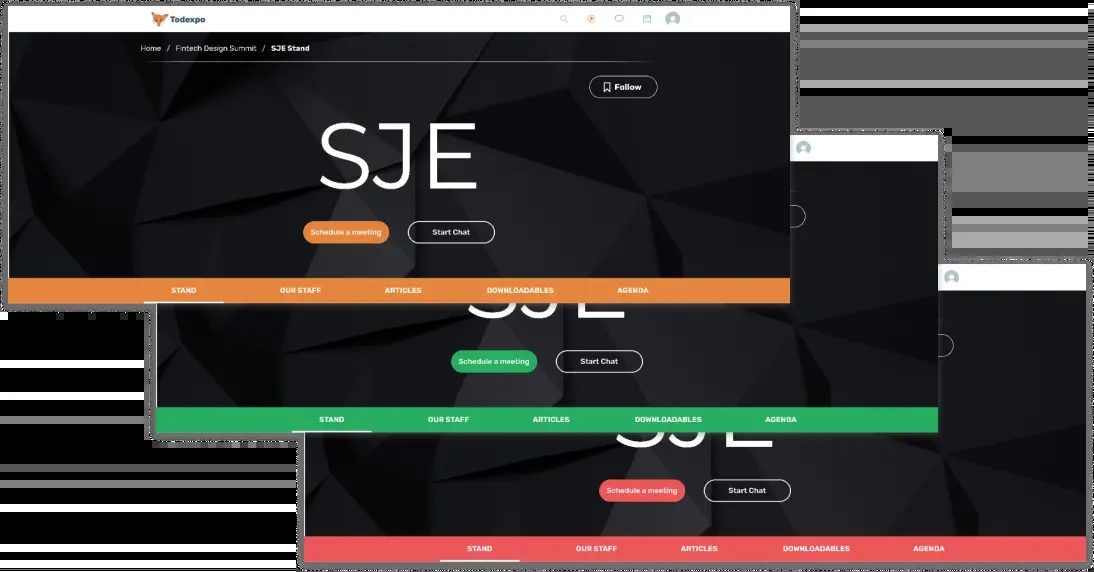 Todexpo
Home / Fintech Design Summit / SJE Stand
Follow
SJE
Schedule a meeting Start Chat
STAND OUR STAFF ARTICLES DOWNLOADABLES AGENDA
SJE
Schedule a meeting Start Chat
STAND OUR STAFF ARTICLES DOWNLOADABLES AGENDA
SJE
Schedule a meeting Start Chat
STAND OUR STAFF ARTICLES DOWNLOADABLES AGENDA